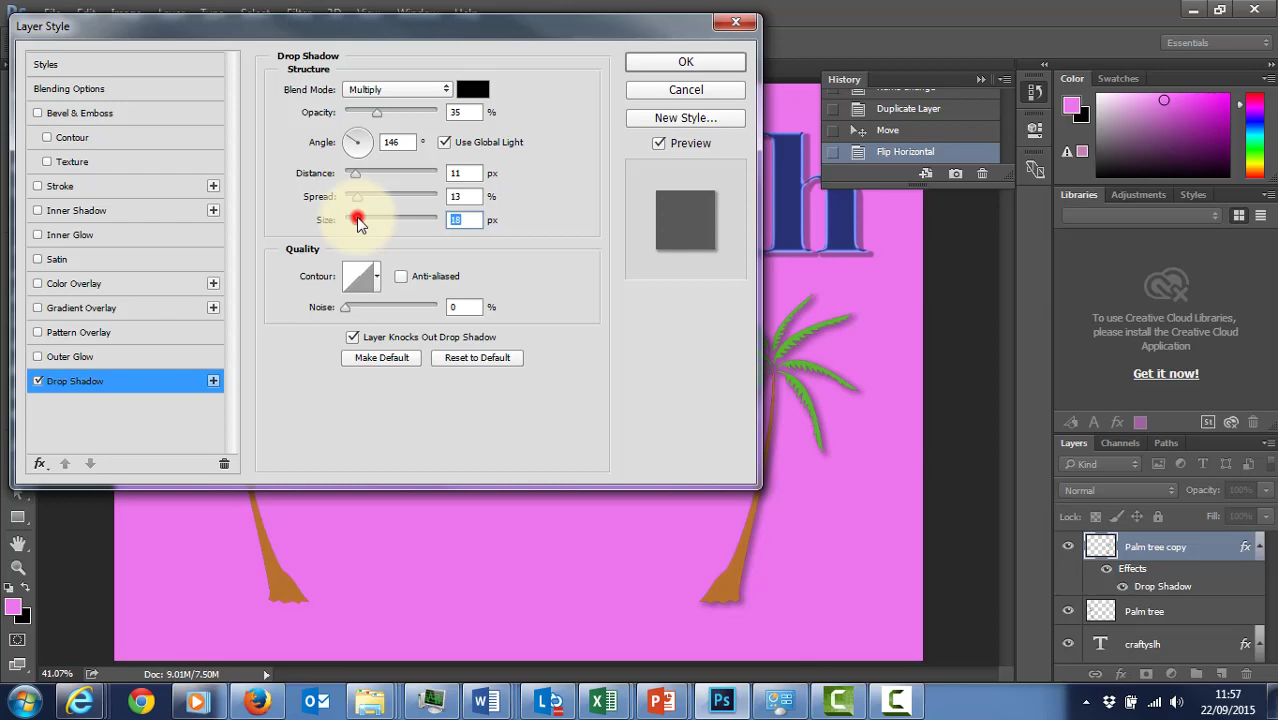 Layer Style
Styles
Blending Options
Bevel & Emboss
Contour
Texture
Stroke
Inner Shadow
Inner Glow
Satin
Color Overlay
Gradient Overlay
Pattern Overlay
Outer Glow
Drop Shadow
fx
Drop Shadow
Structure
Blend Mode: Multiply
Opacity: 35 %
Angle: 146 °
Use Global Light
Distance: 11 px
Spread: 13 %
Size: 18 px
Quality
Contour: Anti-aliased
Noise: 0 %
Layer Knocks Out Drop Shadow
Make Default
Reset to Default
OK
Cancel
New Style...
Preview
h
Essentials
History
Duplicate Layer
Move
Flip Horizontal
Color
Swatches
Libraries
Adjustments
Styles
To use Creative Cloud Libraries,
please install the Creative Cloud
Application
Get it now!
Layers
Channels
Paths
Kind
Normal
Opacity: 100%
Lock:
Fill: 100%
Palm tree copy
fx
Effects
Drop Shadow
Palm tree
craftyslh
fx
41.07%
Doc: 9.01M/7.50M
11:57
22/09/2015